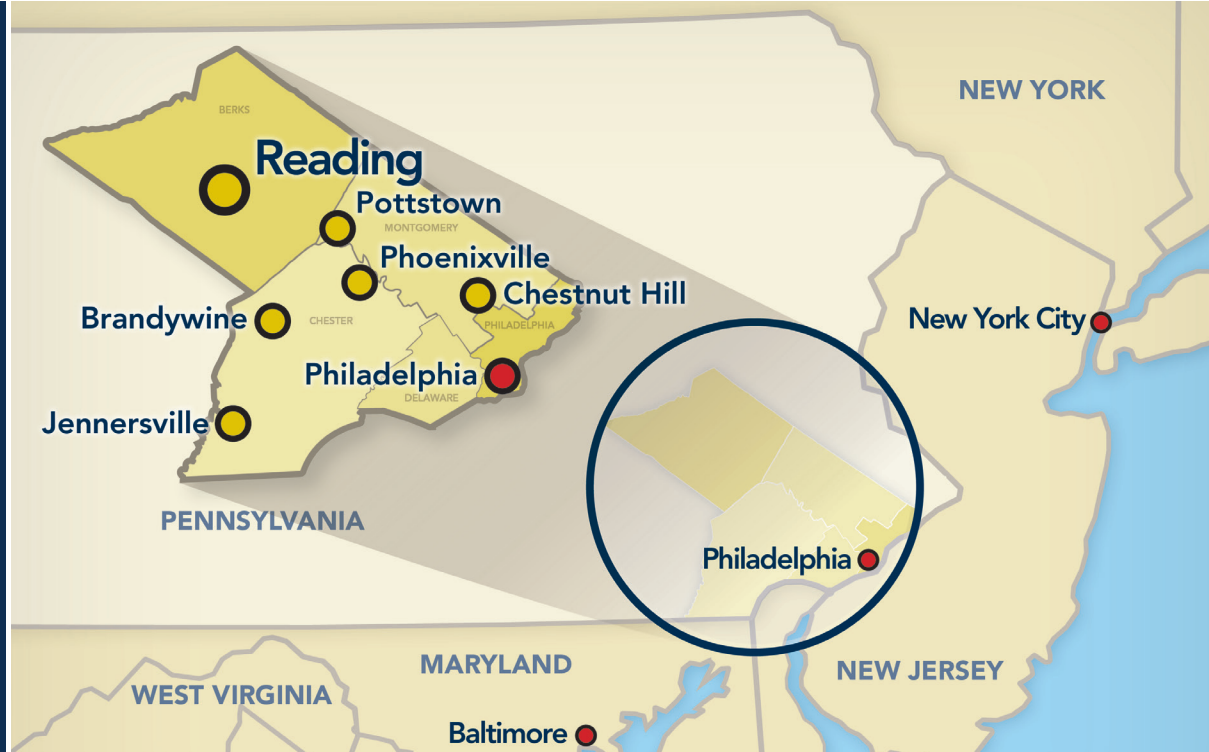 NEW YORK
BERKS
Reading
Pottstown
MONTGOMERY
Phoenixville
Chestnut Hill
Brandywine
CHESTER
PHILADELPHIA
New York City
Philadelphia
DELAWARE
Jennersville
PENNSYLVANIA
Philadelphia
MARYLAND
NEW JERSEY
WEST VIRGINIA
Baltimore